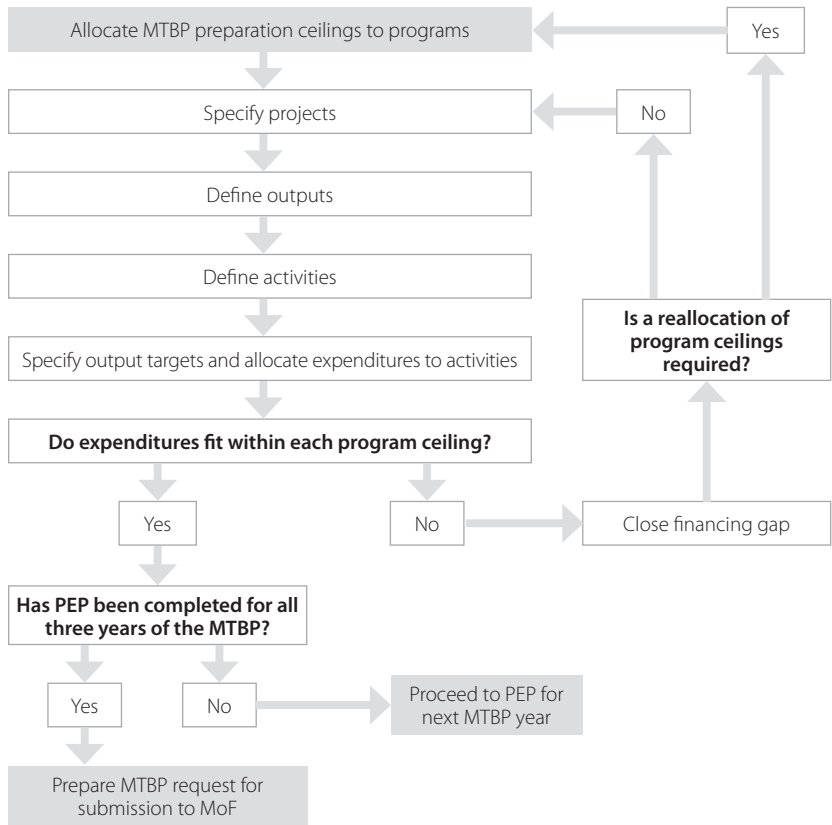 Allocate MTBP preparation ceilings to programs
Yes
Specify projects
No
Define outputs
Define activities
Is a reallocation of
program ceilings
required?
Specify output targets and allocate expenditures to activities
Do expenditures fit within each program ceiling?
Yes
No
Close financing gap
Has PEP been completed for all
three years of the MTBP?
Yes
No
Proceed to PEP for
next MTBP year
Prepare MTBP request for
submission to MoF